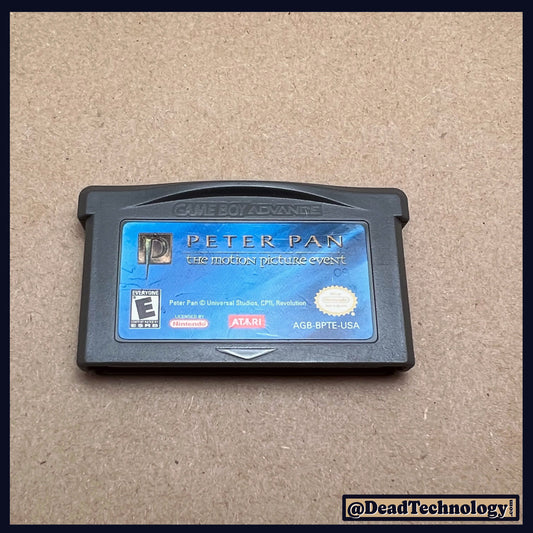 GAME BOY ADVANCE
P PETER PAN
THE MOTION PICTURE EVENT
EVERYONE
E
ESRB
Peter Pan © Universal Studios, CPII, Revolution
LICENSED BY
Nintendo
ATARI
AGB-BPTE-USA
@DeadTechnology.com